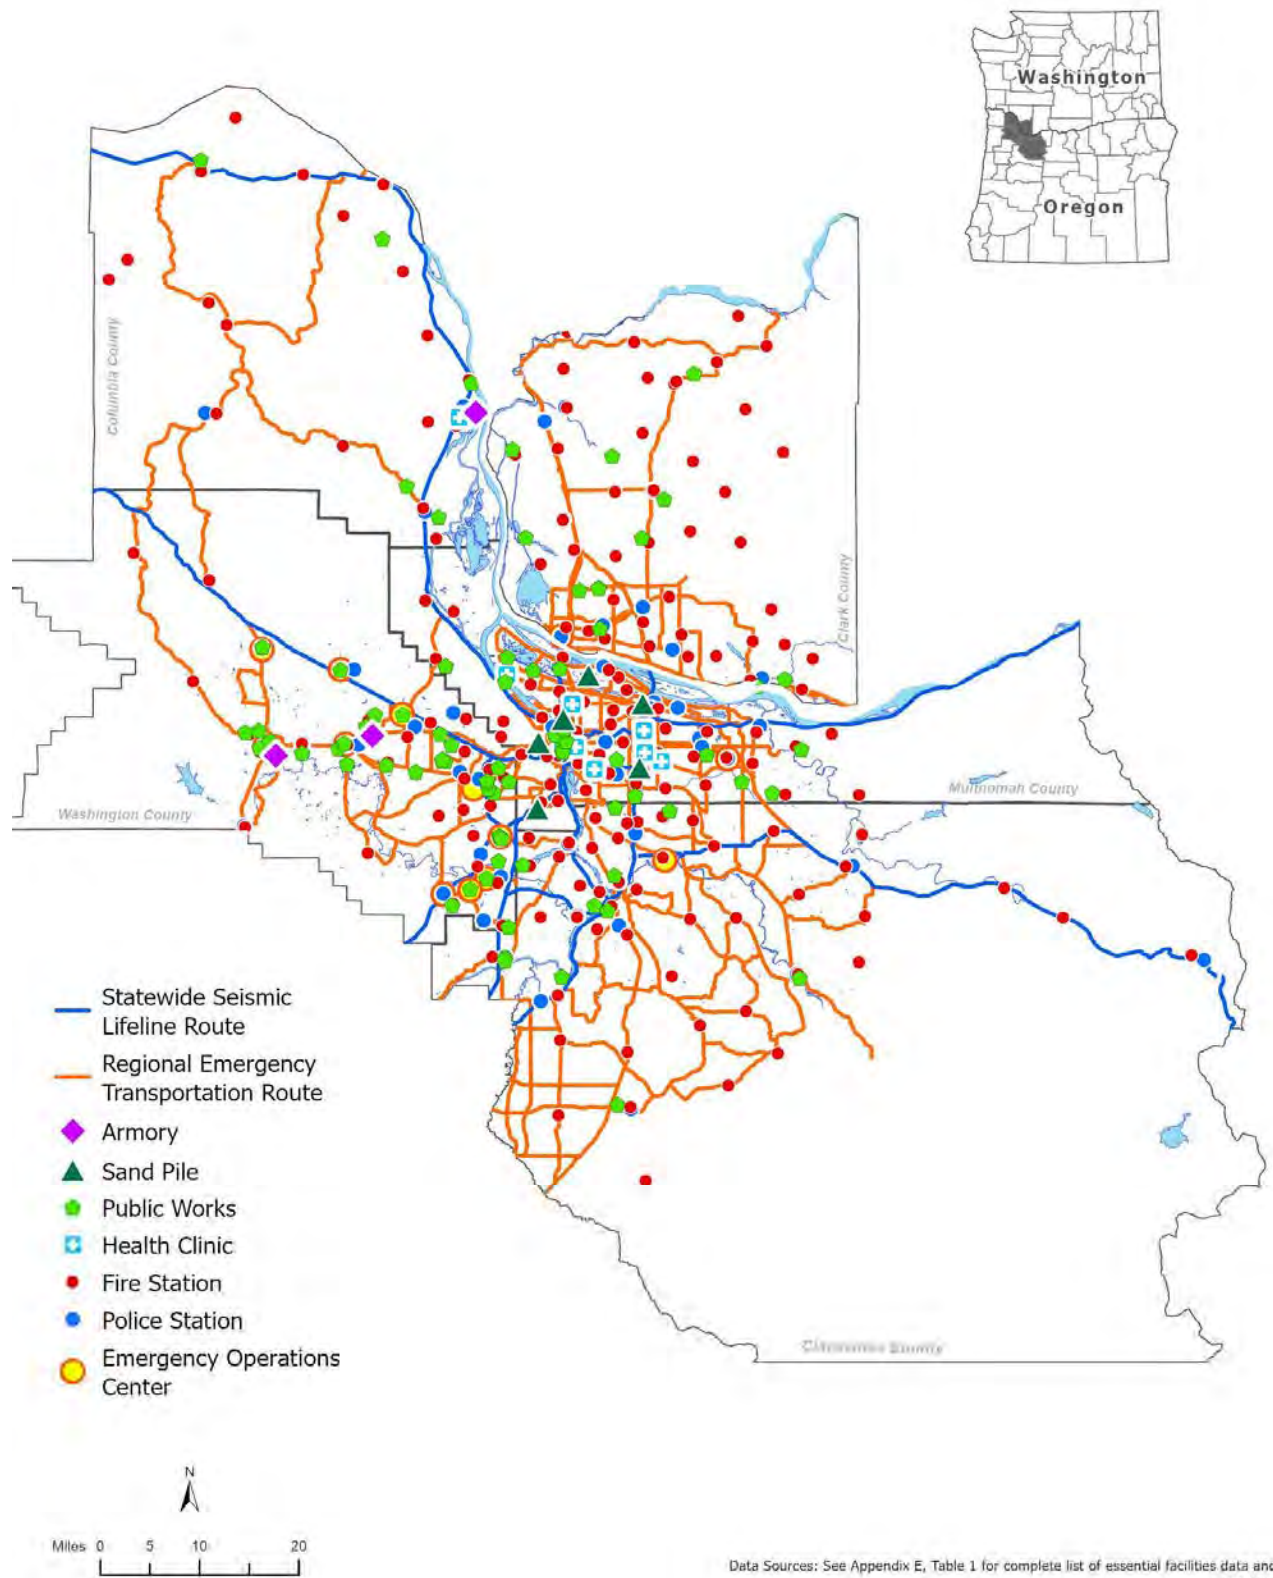 Washington
Oregon
Columbia County
Clark County
Multnomah County
Washington County
Clackamas County
Statewide Seismic
Lifeline Route
Regional Emergency
Transportation Route
Armory
Sand Pile
Public Works
Health Clinic
Fire Station
Police Station
Emergency Operations
Center
N
Miles 0 5 10 20
Data Sources: See Appendix E, Table 1 for complete list of essential facilities data and